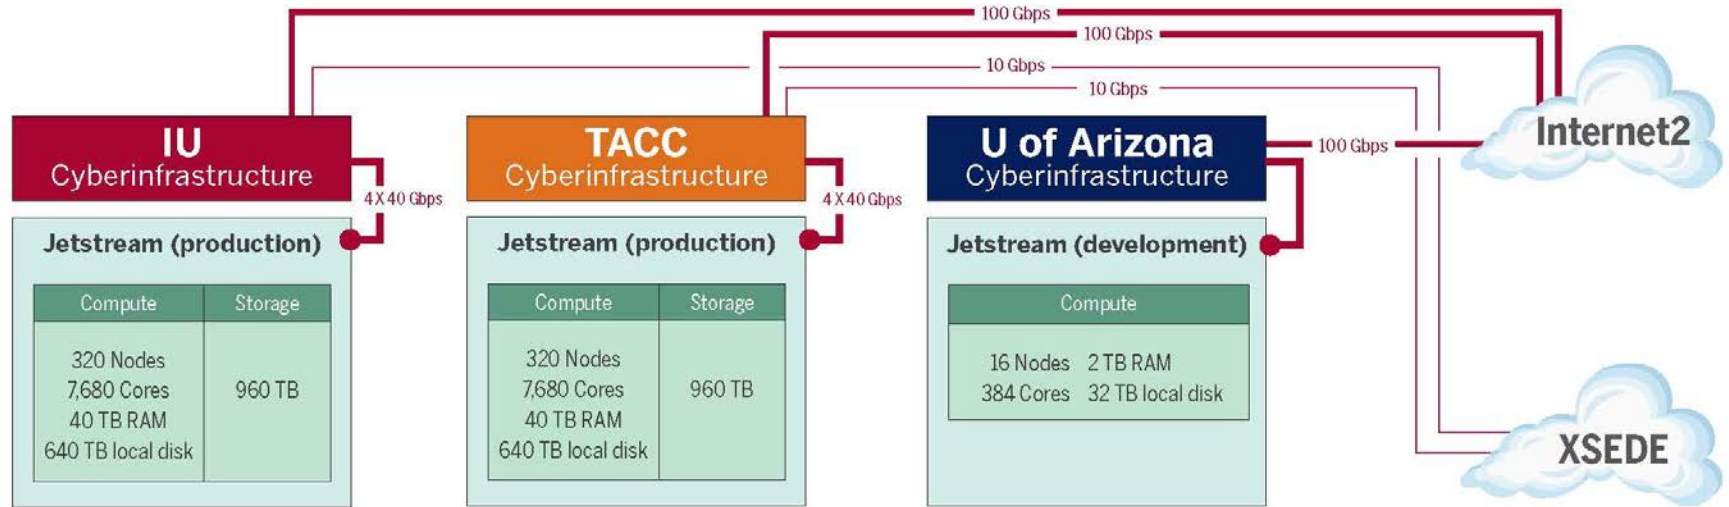 100 Gbps
100 Gbps
10 Gbps
10 Gbps
IU
Cyberinfrastructure
4 X 40 Gbps
Jetstream (production)
Compute Storage
320 Nodes
7,680 Cores
960 TB
40 TB RAM
640 TB local disk
TACC
Cyberinfrastructure
4 X 40 Gbps
Jetstream (production)
Compute Storage
320 Nodes
7,680 Cores
960 TB
40 TB RAM
640 TB local disk
U of Arizona
Cyberinfrastructure
100 Gbps
Jetstream (development)
Compute
16 Nodes 2 TB RAM
384 Cores 32 TB local disk
Internet2
XSEDE